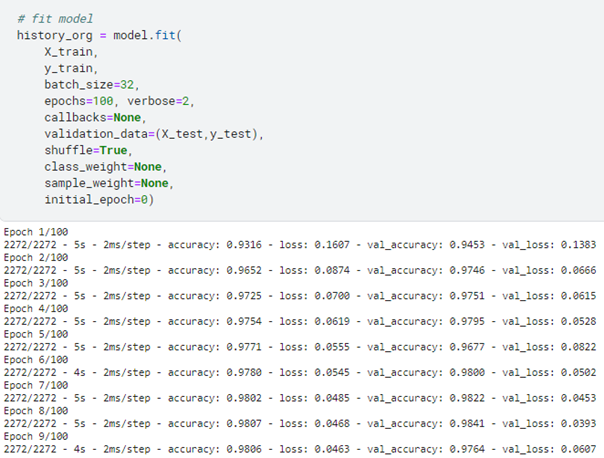 # fit model
history_org = model.fit(
    X_train,
    y_train,
    batch_size=32,
    epochs=100, verbose=2,
    callbacks=None,
    validation_data=(X_test,y_test),
    shuffle=True,
    class_weight=None,
    sample_weight=None,
    initial_epoch=0)
Epoch 1/100
2272/2272 - 5s - 2ms/step - accuracy: 0.9316 - loss: 0.1607 - val_accuracy: 0.9453 - val_loss: 0.1383
Epoch 2/100
2272/2272 - 5s - 2ms/step - accuracy: 0.9652 - loss: 0.0874 - val_accuracy: 0.9746 - val_loss: 0.0666
Epoch 3/100
2272/2272 - 5s - 2ms/step - accuracy: 0.9725 - loss: 0.0700 - val_accuracy: 0.9751 - val_loss: 0.0615
Epoch 4/100
2272/2272 - 5s - 2ms/step - accuracy: 0.9754 - loss: 0.0619 - val_accuracy: 0.9795 - val_loss: 0.0528
Epoch 5/100
2272/2272 - 5s - 2ms/step - accuracy: 0.9771 - loss: 0.0555 - val_accuracy: 0.9677 - val_loss: 0.0822
Epoch 6/100
2272/2272 - 4s - 2ms/step - accuracy: 0.9780 - loss: 0.0545 - val_accuracy: 0.9800 - val_loss: 0.0502
Epoch 7/100
2272/2272 - 5s - 2ms/step - accuracy: 0.9802 - loss: 0.0485 - val_accuracy: 0.9822 - val_loss: 0.0453
Epoch 8/100
2272/2272 - 5s - 2ms/step - accuracy: 0.9807 - loss: 0.0468 - val_accuracy: 0.9841 - val_loss: 0.0393
Epoch 9/100
2272/2272 - 4s - 2ms/step - accuracy: 0.9806 - loss: 0.0463 - val_accuracy: 0.9764 - val_loss: 0.0607